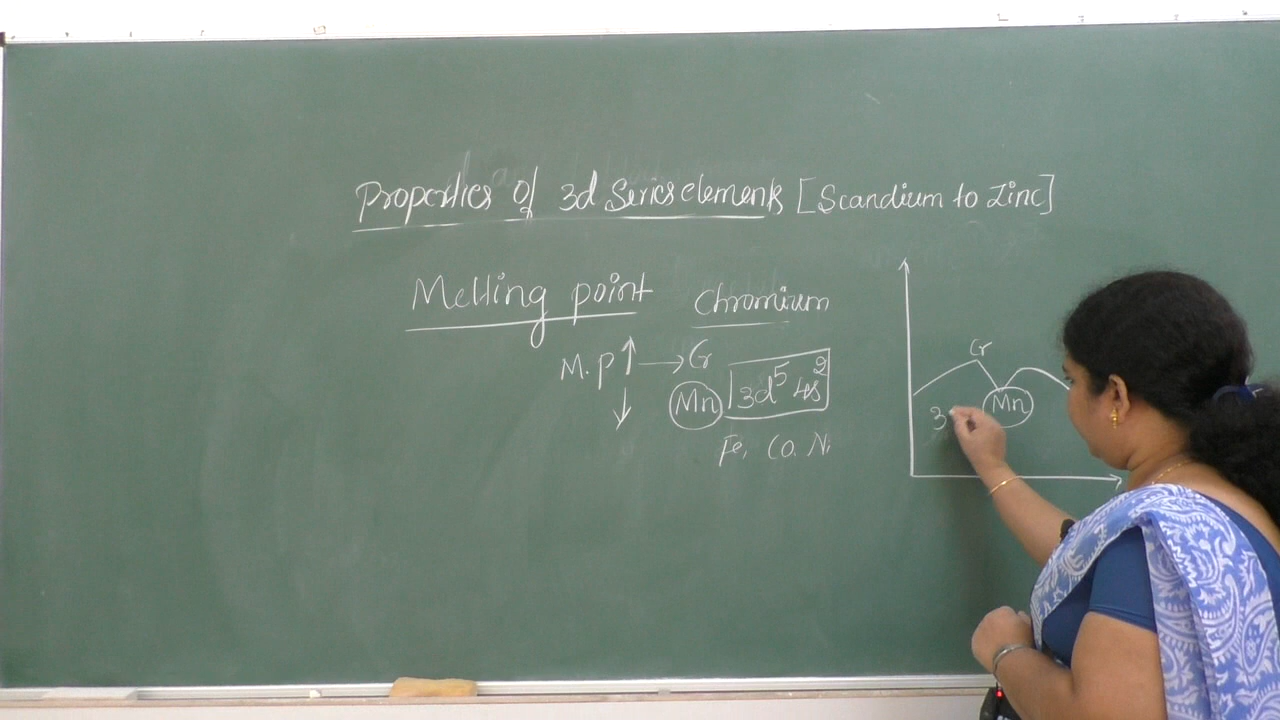 Properties of 3d Series elements [Scandium to Zinc]
Melting point
Chromium
M.P ↑ → Cr
↓
Mn
3d⁵ 4s²
Fe, Co. Ni
Cr
Mn
3